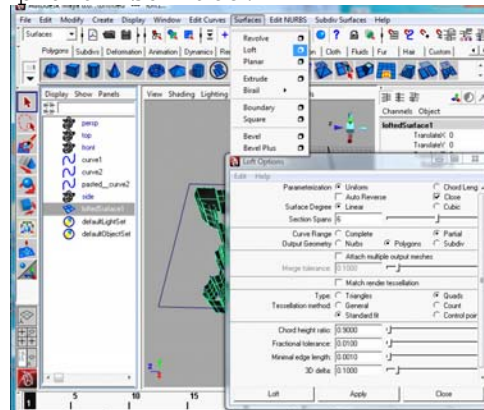 File Edit Modify Create Display Window Edit Curves Surfaces Edit NURBS Subdiv Surfaces Help
Surfaces
Polygons Subdivs Deformation Animation Dynamics Cloth Fluids Fur Hair Custom
Revolve
Loft
Planar
Extrude
Birail
Boundary
Square
Bevel
Bevel Plus
Display Show Panels
View Shading Lighting
persp
top
front
curve1
curve2
pasted__curve2
side
loftedSurface1
defaultLightSet
defaultObjectSet
Channels Object
loftedSurface1
TranslateX 0
TranslateY 0
Loft Options
Edit Help
Parameterization Uniform Chord Leng
Auto Reverse Close
Surface Degree Linear Cubic
Section Spans 6
Curve Range Complete Partial
Output Geometry Nurbs Polygons Subdiv
Attach multiple output meshes
Merge tolerance: 0.1000
Match render tessellation
Type: Triangles Quads
Tessellation method: General Count
Standard fit Control poin
Chord height ratio: 0.9000
Fractional tolerance: 0.0100
Minimal edge length: 0.0010
3D delta: 0.1000
Loft Apply Close
1 5 10 15